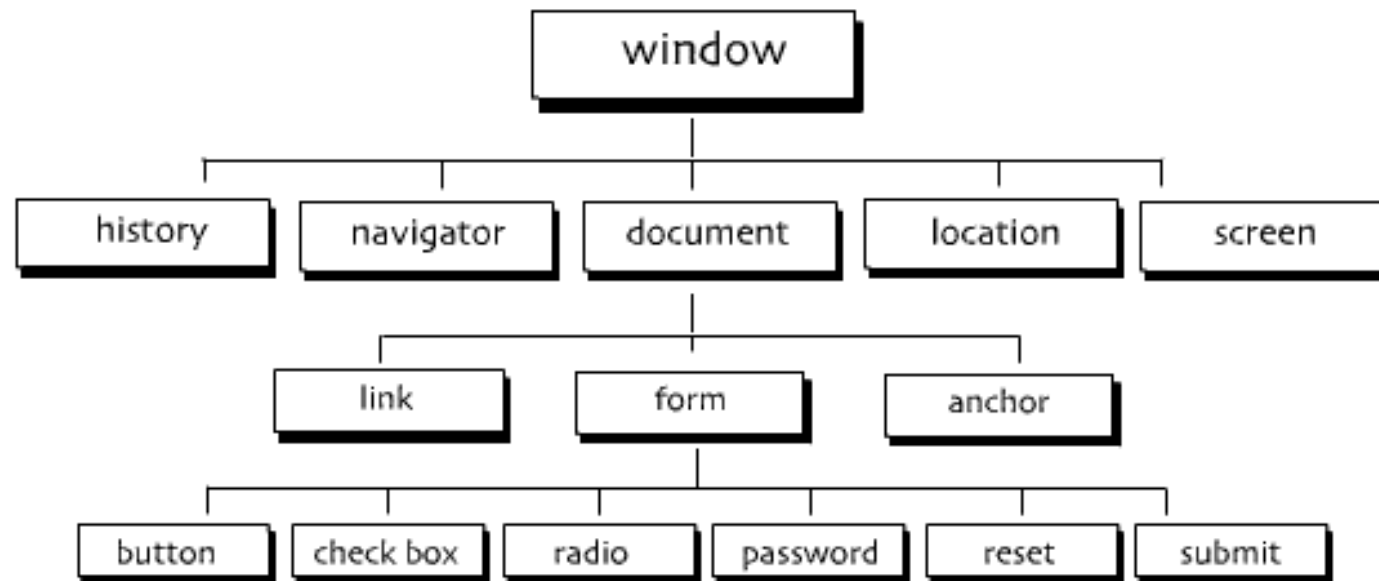 window
history navigator document location screen
link form anchor
button check box radio password reset submit